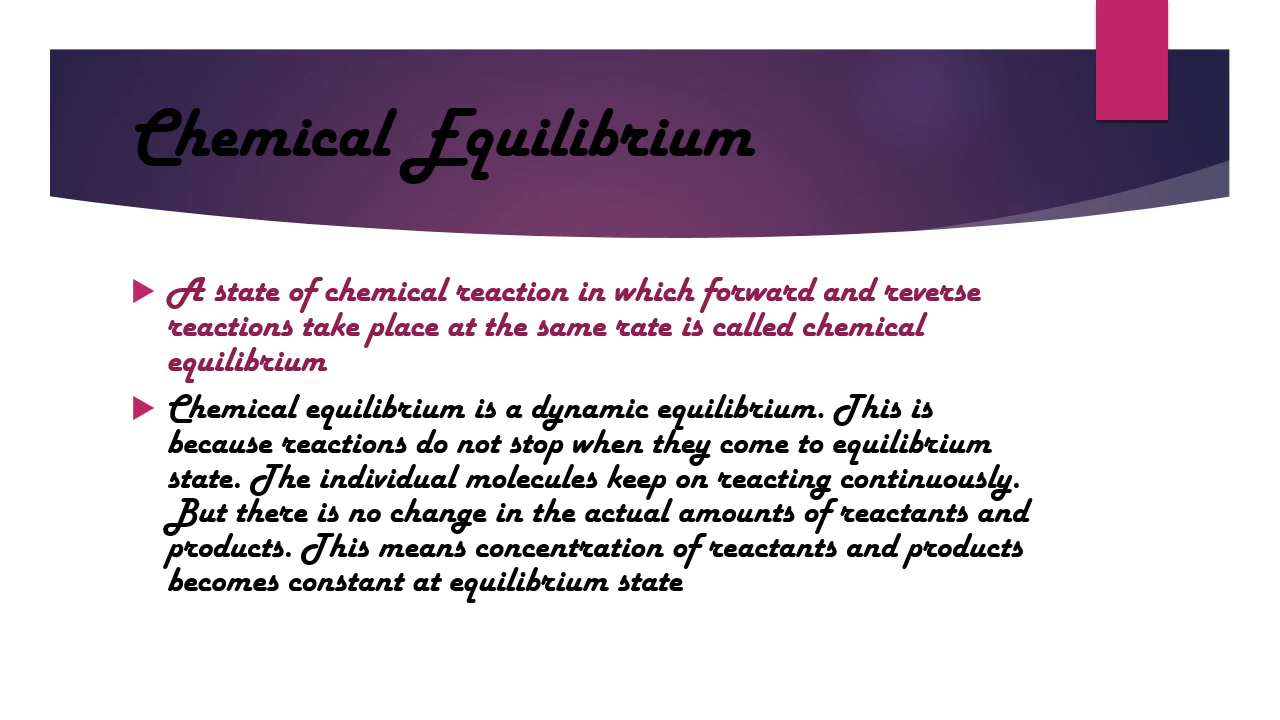 Chemical Equilibrium
A state of chemical reaction in which forward and reverse
reactions take place at the same rate is called chemical
equilibrium
Chemical equilibrium is a dynamic equilibrium. This is
because reactions do not stop when they come to equilibrium
state. The individual molecules keep on reacting continuously.
But there is no change in the actual amounts of reactants and
products. This means concentration of reactants and products
becomes constant at equilibrium state